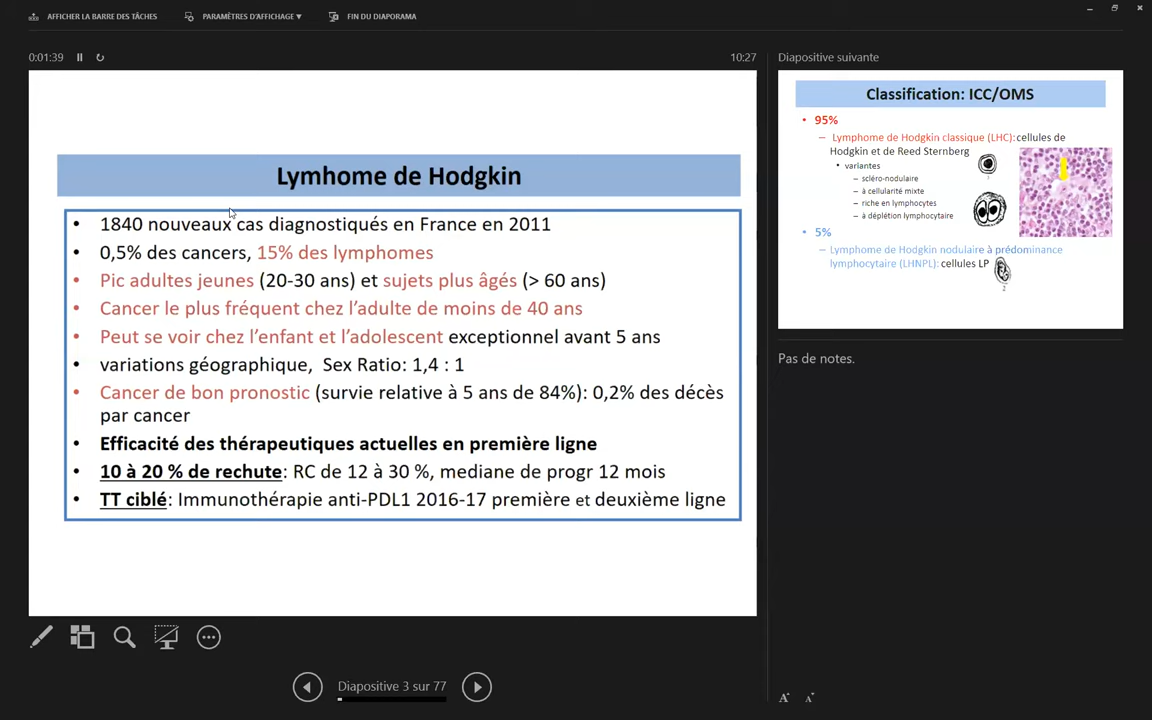 AFFICHER LA BARRE DES TÂCHES PARAMÈTRES D'AFFICHAGE ▼ FIN DU DIAPORAMA
0:01:39 10:27
Lymhome de Hodgkin
• 1840 nouveaux cas diagnostiqués en France en 2011
• 0,5% des cancers, 15% des lymphomes
• Pic adultes jeunes (20-30 ans) et sujets plus âgés (> 60 ans)
• Cancer le plus fréquent chez l'adulte de moins de 40 ans
• Peut se voir chez l'enfant et l'adolescent exceptionnel avant 5 ans
• variations géographique, Sex Ratio: 1,4 : 1
• Cancer de bon pronostic (survie relative à 5 ans de 84%): 0,2% des décès
par cancer
• Efficacité des thérapeutiques actuelles en première ligne
• 10 à 20 % de rechute: RC de 12 à 30 %, mediane de progr 12 mois
• TT ciblé: Immunothérapie anti-PDL1 2016-17 première et deuxième ligne
Diapositive 3 sur 77
Diapositive suivante
Classification: ICC/OMS
• 95%
– Lymphome de Hodgkin classique (LHC): cellules de
Hodgkin et de Reed Sternberg
• variantes
– scléro-nodulaire
– à cellularité mixte
– riche en lymphocytes
– à déplétion lymphocytaire
• 5%
– Lymphome de Hodgkin nodulaire à prédominance
lymphocytaire (LHNPL): cellules LP
2
Pas de notes.
A A